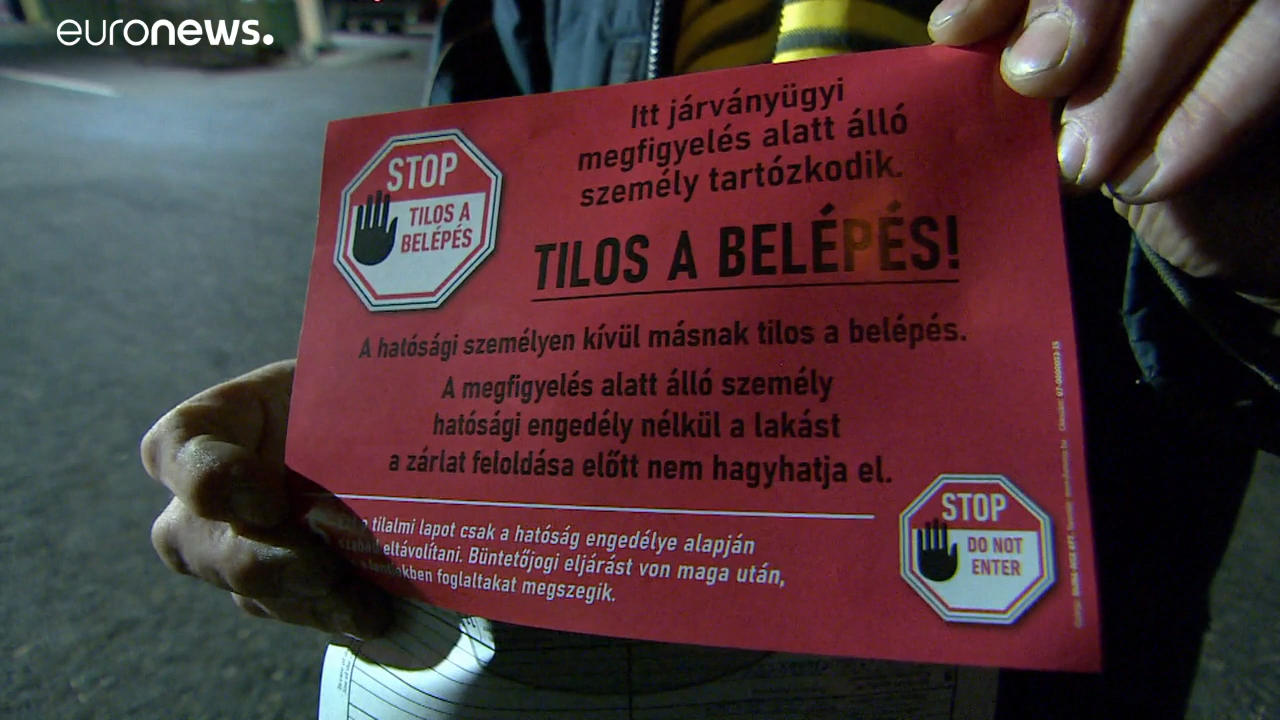 euronews.
STOP
TILOS A
BELÉPÉS
Itt járványügyi
megfigyelés alatt álló
személy tartózkodik.
TILOS A BELÉPÉS!
A hatósági személyen kívül másnak tilos a belépés.
A megfigyelés alatt álló személy
hatósági engedély nélkül a lakást
a zárlat feloldása előtt nem hagyhatja el.
tilalmi lapot csak a hatóság engedélye alapján
eltávolítani. Büntetőjogi eljárást von maga után,
foglaltakat megszegik.
STOP
DO NOT
ENTER